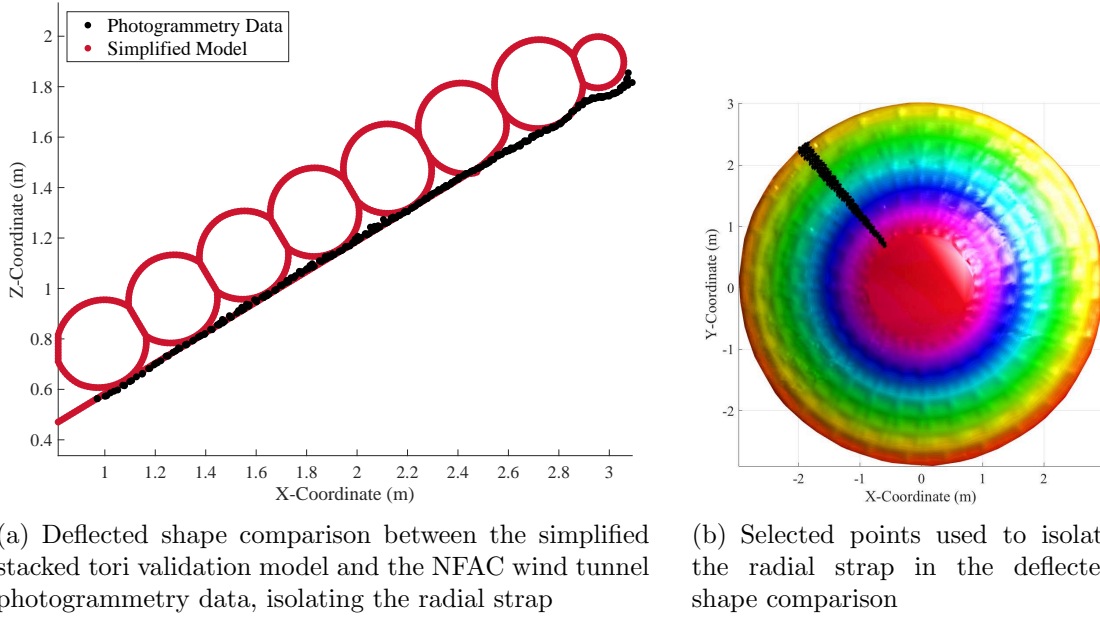 Photogrammetry Data
Simplified Model
2
1.8
1.6
1.4
1.2
1
0.8
0.6
0.4
Z-Coordinate (m)
1 1.2 1.4 1.6 1.8 2 2.2 2.4 2.6 2.8 3
X-Coordinate (m)
(a) Deflected shape comparison between the simplified
stacked tori validation model and the NFAC wind tunnel
photogrammetry data, isolating the radial strap
3
2
1
0
-1
-2
Y-Coordinate (m)
-2 -1 0 1 2
X-Coordinate (m)
(b) Selected points used to isolat
the radial strap in the deflecte
shape comparison